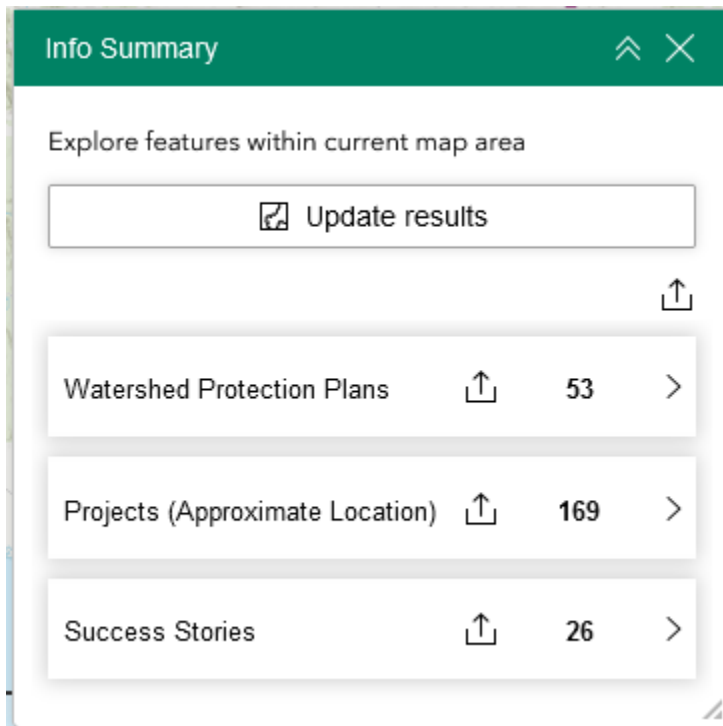 Info Summary
Explore features within current map area
Update results
Watershed Protection Plans 53
Projects (Approximate Location) 169
Success Stories 26